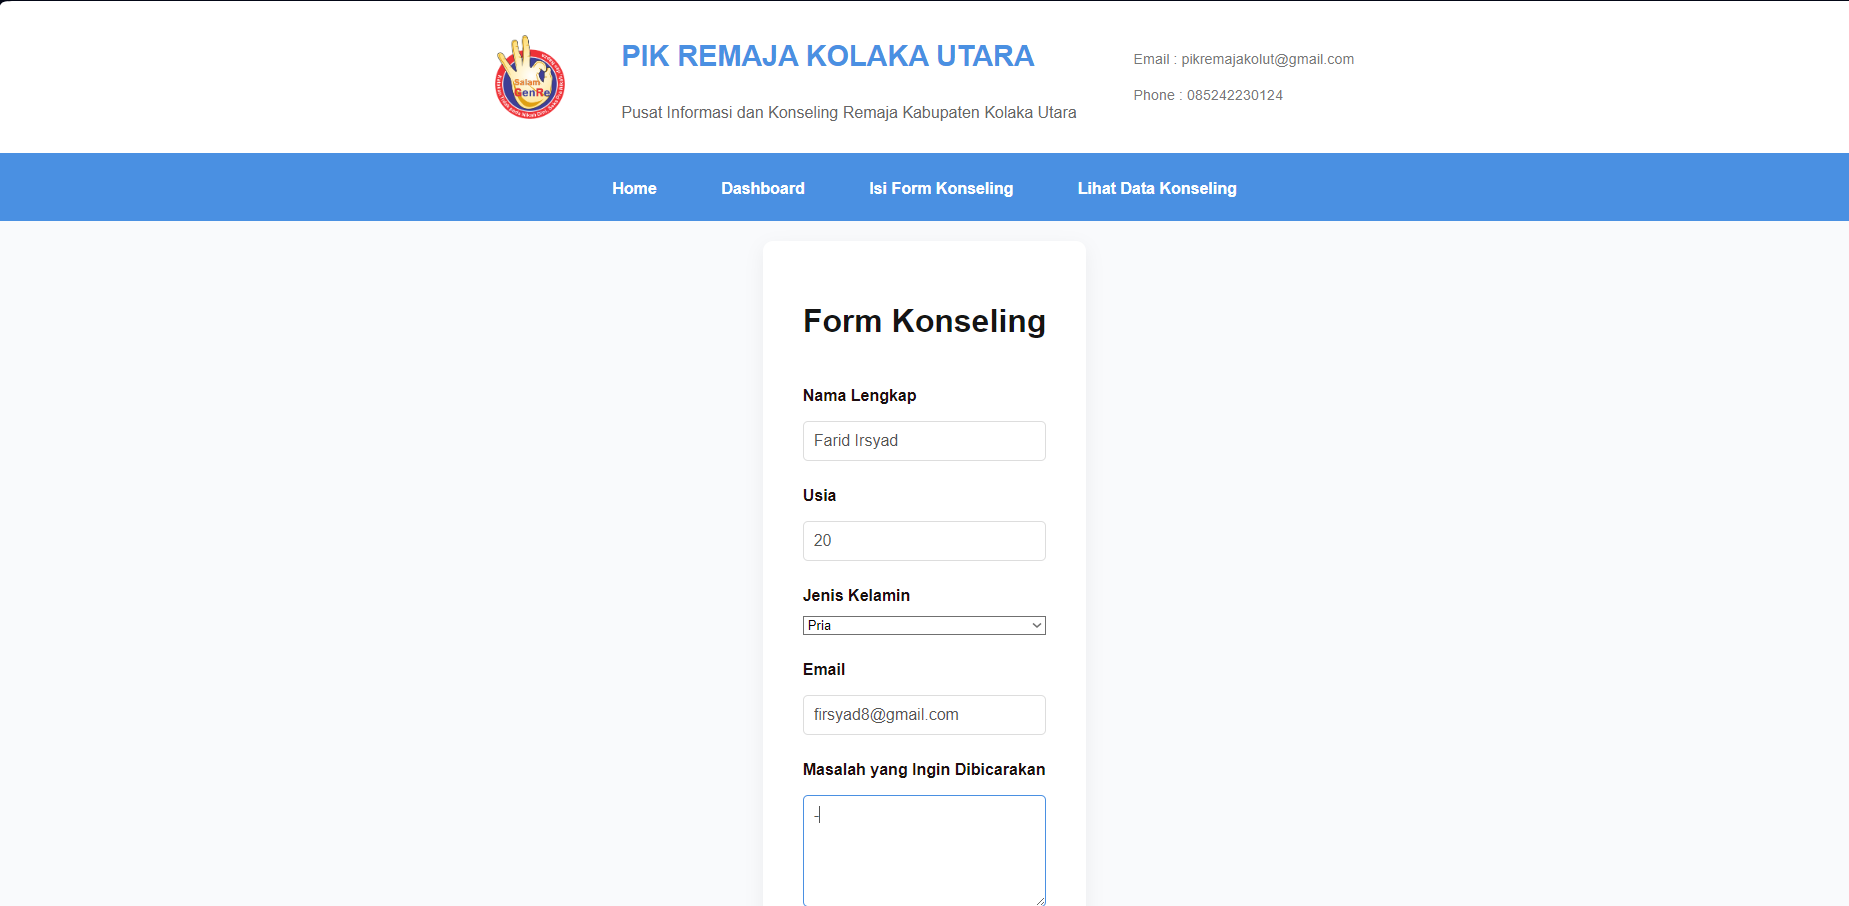 Salam
GenRe
PIK REMAJA KOLAKA UTARA
Pusat Informasi dan Konseling Remaja Kabupaten Kolaka Utara
Email : pikremajakolut@gmail.com
Phone : 085242230124
Home Dashboard Isi Form Konseling Lihat Data Konseling
Form Konseling
Nama Lengkap
Farid Irsyad
Usia
20
Jenis Kelamin
Pria
Email
firsyad8@gmail.com
Masalah yang Ingin Dibicarakan
-